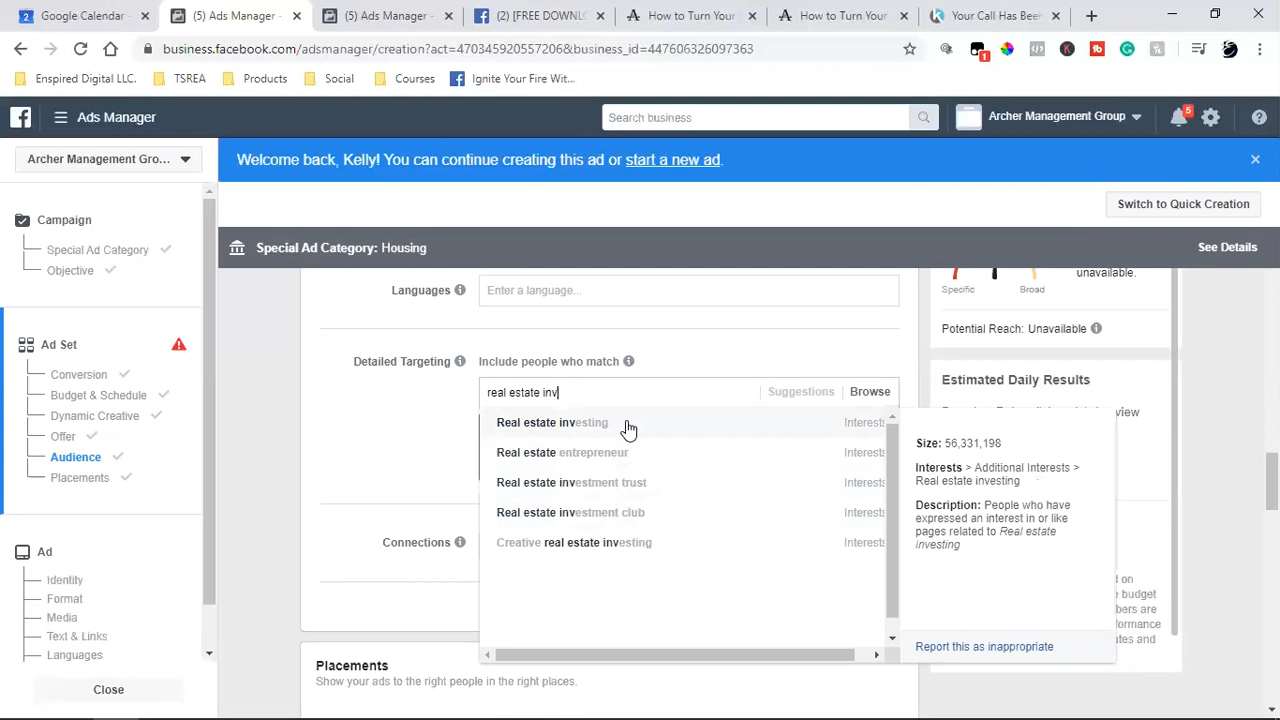 Google Calendar
(5) Ads Manager
(5) Ads Manager -
(2) [FREE DOWNL
How to Turn Your
How to Turn Your
Your Call Has Been
business.facebook.com/adsmanager/creation?act=470345920557206&business_id=447606326097363
1
Enspired Digital LLC.
TSREA
Products
Social
Courses
Ignite Your Fire Wit...
Ads Manager
Search business
Archer Management Group
5
Archer Management Gro...
Welcome back, Kelly! You can continue creating this ad or start a new ad.
Switch to Quick Creation
Campaign
Special Ad Category: Housing
See Details
Special Ad Category
Objective
Specific
Broad
unavailable.
Languages
Enter a language...
Potential Reach: Unavailable
Ad Set
Detailed Targeting
Include people who match
Conversion
Estimated Daily Results
Budget & Schedule
real estate inv
Suggestions
Browse
Dynamic Creative
Offer
Real estate investing
Interests
Size: 56,331,198
Audience
Real estate entrepreneur
Interests
Interests > Additional Interests >
Real estate investing
Placements
Real estate investment trust
Interests
Description: People who have
expressed an interest in or like
pages related to Real estate
investing
Real estate investment club
Interests
Connections
Creative real estate investing
Interests
Ad
Identity
Format
Media
Text & Links
Languages
Report this as inappropriate
Placements
Show your ads to the right people in the right places.
Close